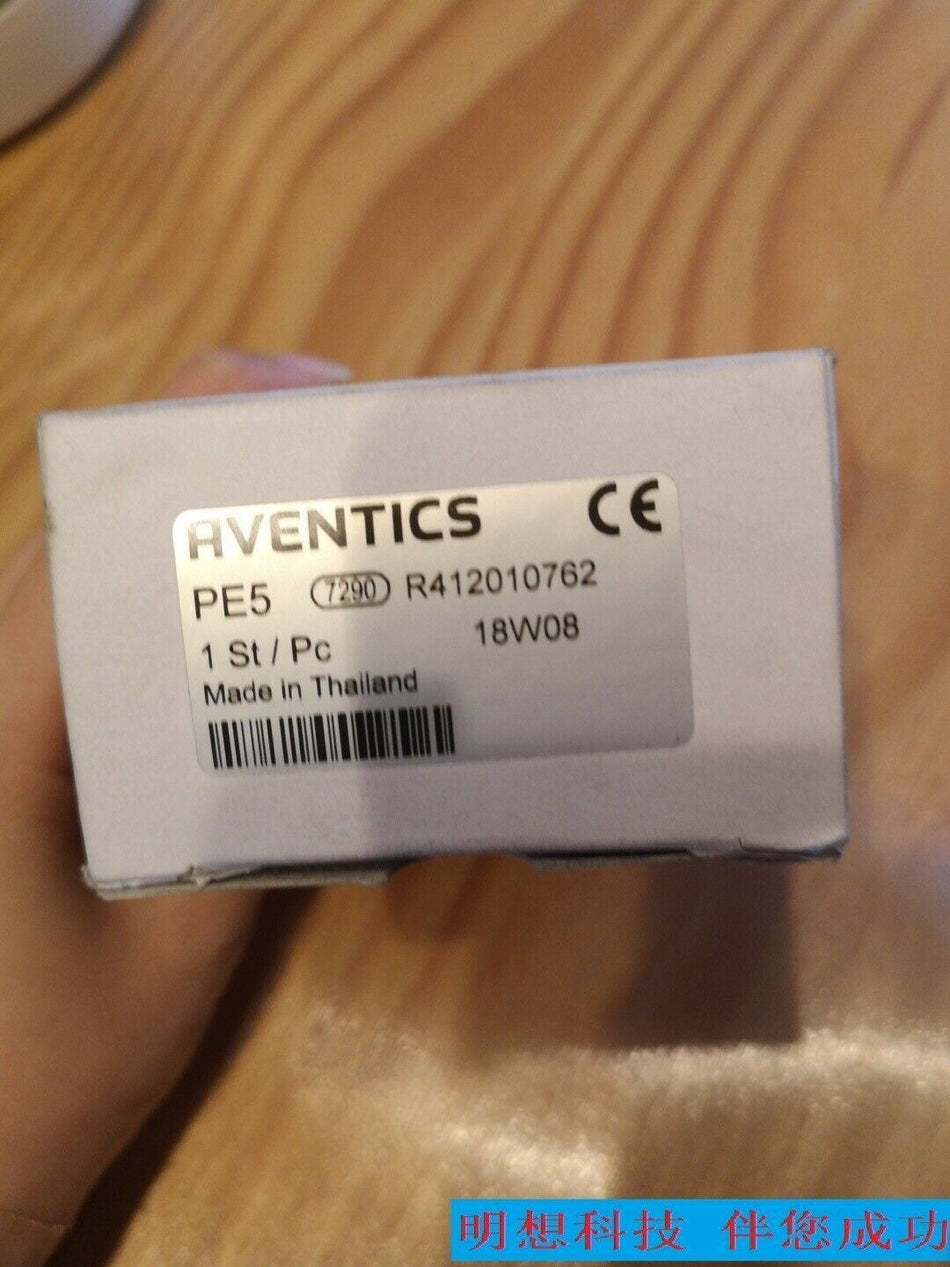 AVENTICS CE
PE5 7290 R412010762
1 St / Pc 18W08
Made in Thailand
明想科技 伴您成功